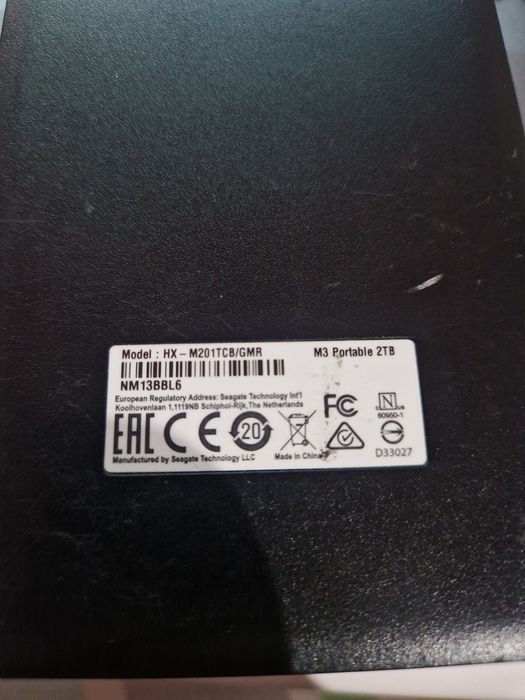 Model : HX – M201TCB/GMR M3 Portable 2TB
NM13BBL6
European Regulatory Address: Seagate Technology Int'l
Koolhovenlaan 1,1119NB Schiphol-Rijk,The Netherlands
FC
N
60950-1
EAC CE 20
D33027
Manufactured by Seagate Technology LLC Made in China